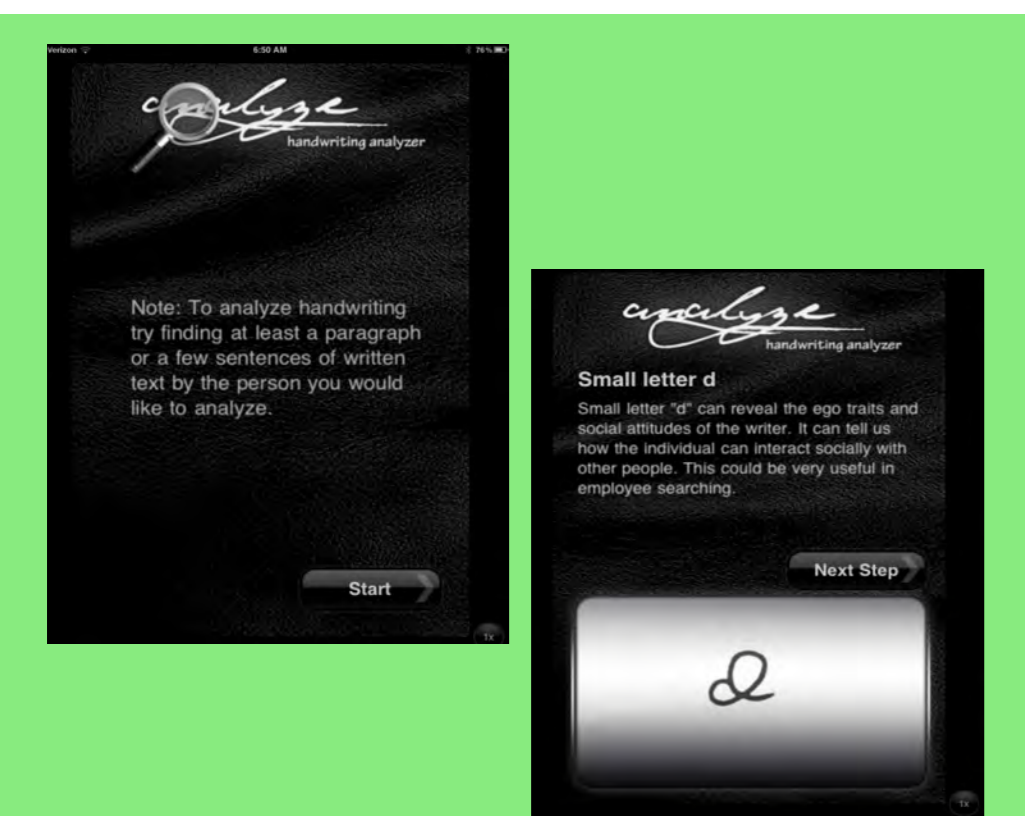 Verizon 6:50 AM 76%
analyze
handwriting analyzer
Note: To analyze handwriting
try finding at least a paragraph
or a few sentences of written
text by the person you would
like to analyze.
Start
1x
analyze
handwriting analyzer
Small letter d
Small letter "d" can reveal the ego traits and
social attitudes of the writer. It can tell us
how the individual can interact socially with
other people. This could be very useful in
employee searching.
Next Step
d
1x